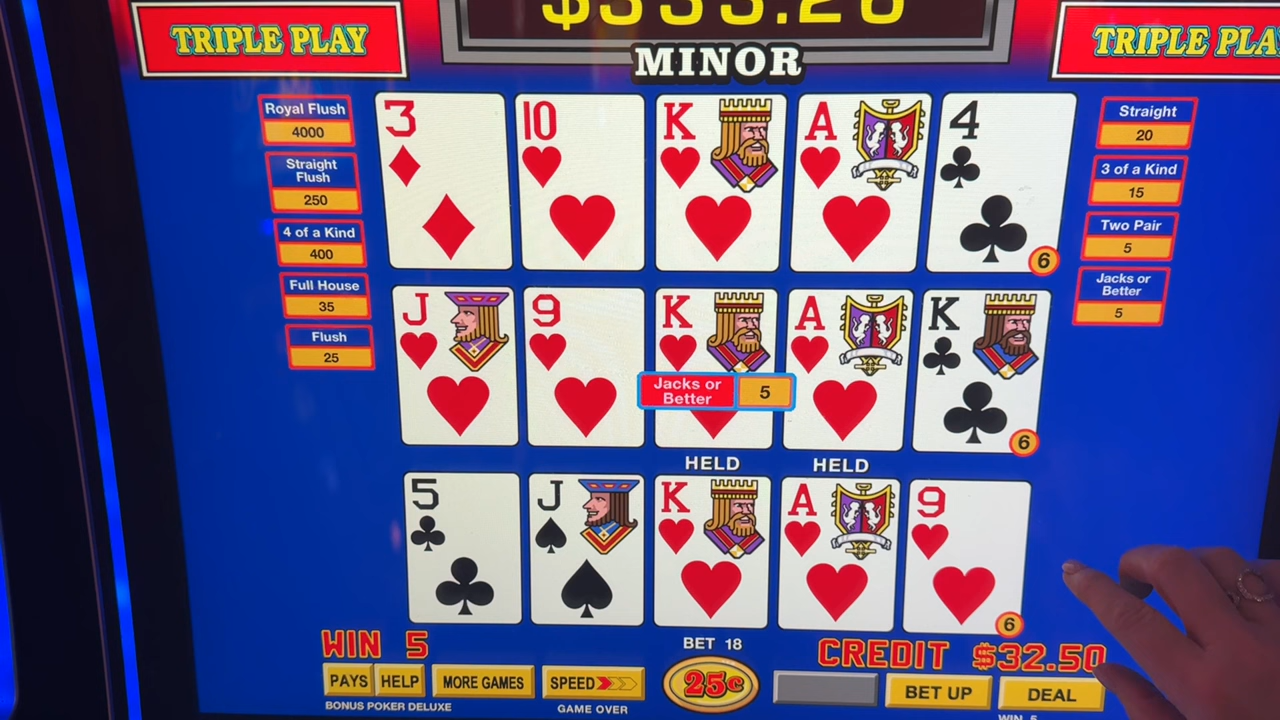 $333.20
TRIPLE PLAY
MINOR
TRIPLE PLA
Royal Flush
4000
Straight
Flush
250
4 of a Kind
400
Full House
35
Flush
25
3
10
K
A
4
6
Straight
20
3 of a Kind
15
Two Pair
5
Jacks or
Better
5
J
9
K
A
K
Jacks or
Better
5
6
HELD HELD
5
J
K
A
9
6
WIN 5
BET 18
CREDIT $32.50
PAYS HELP MORE GAMES SPEED
25¢
BET UP DEAL
BONUS POKER DELUXE
GAME OVER
WIN 5